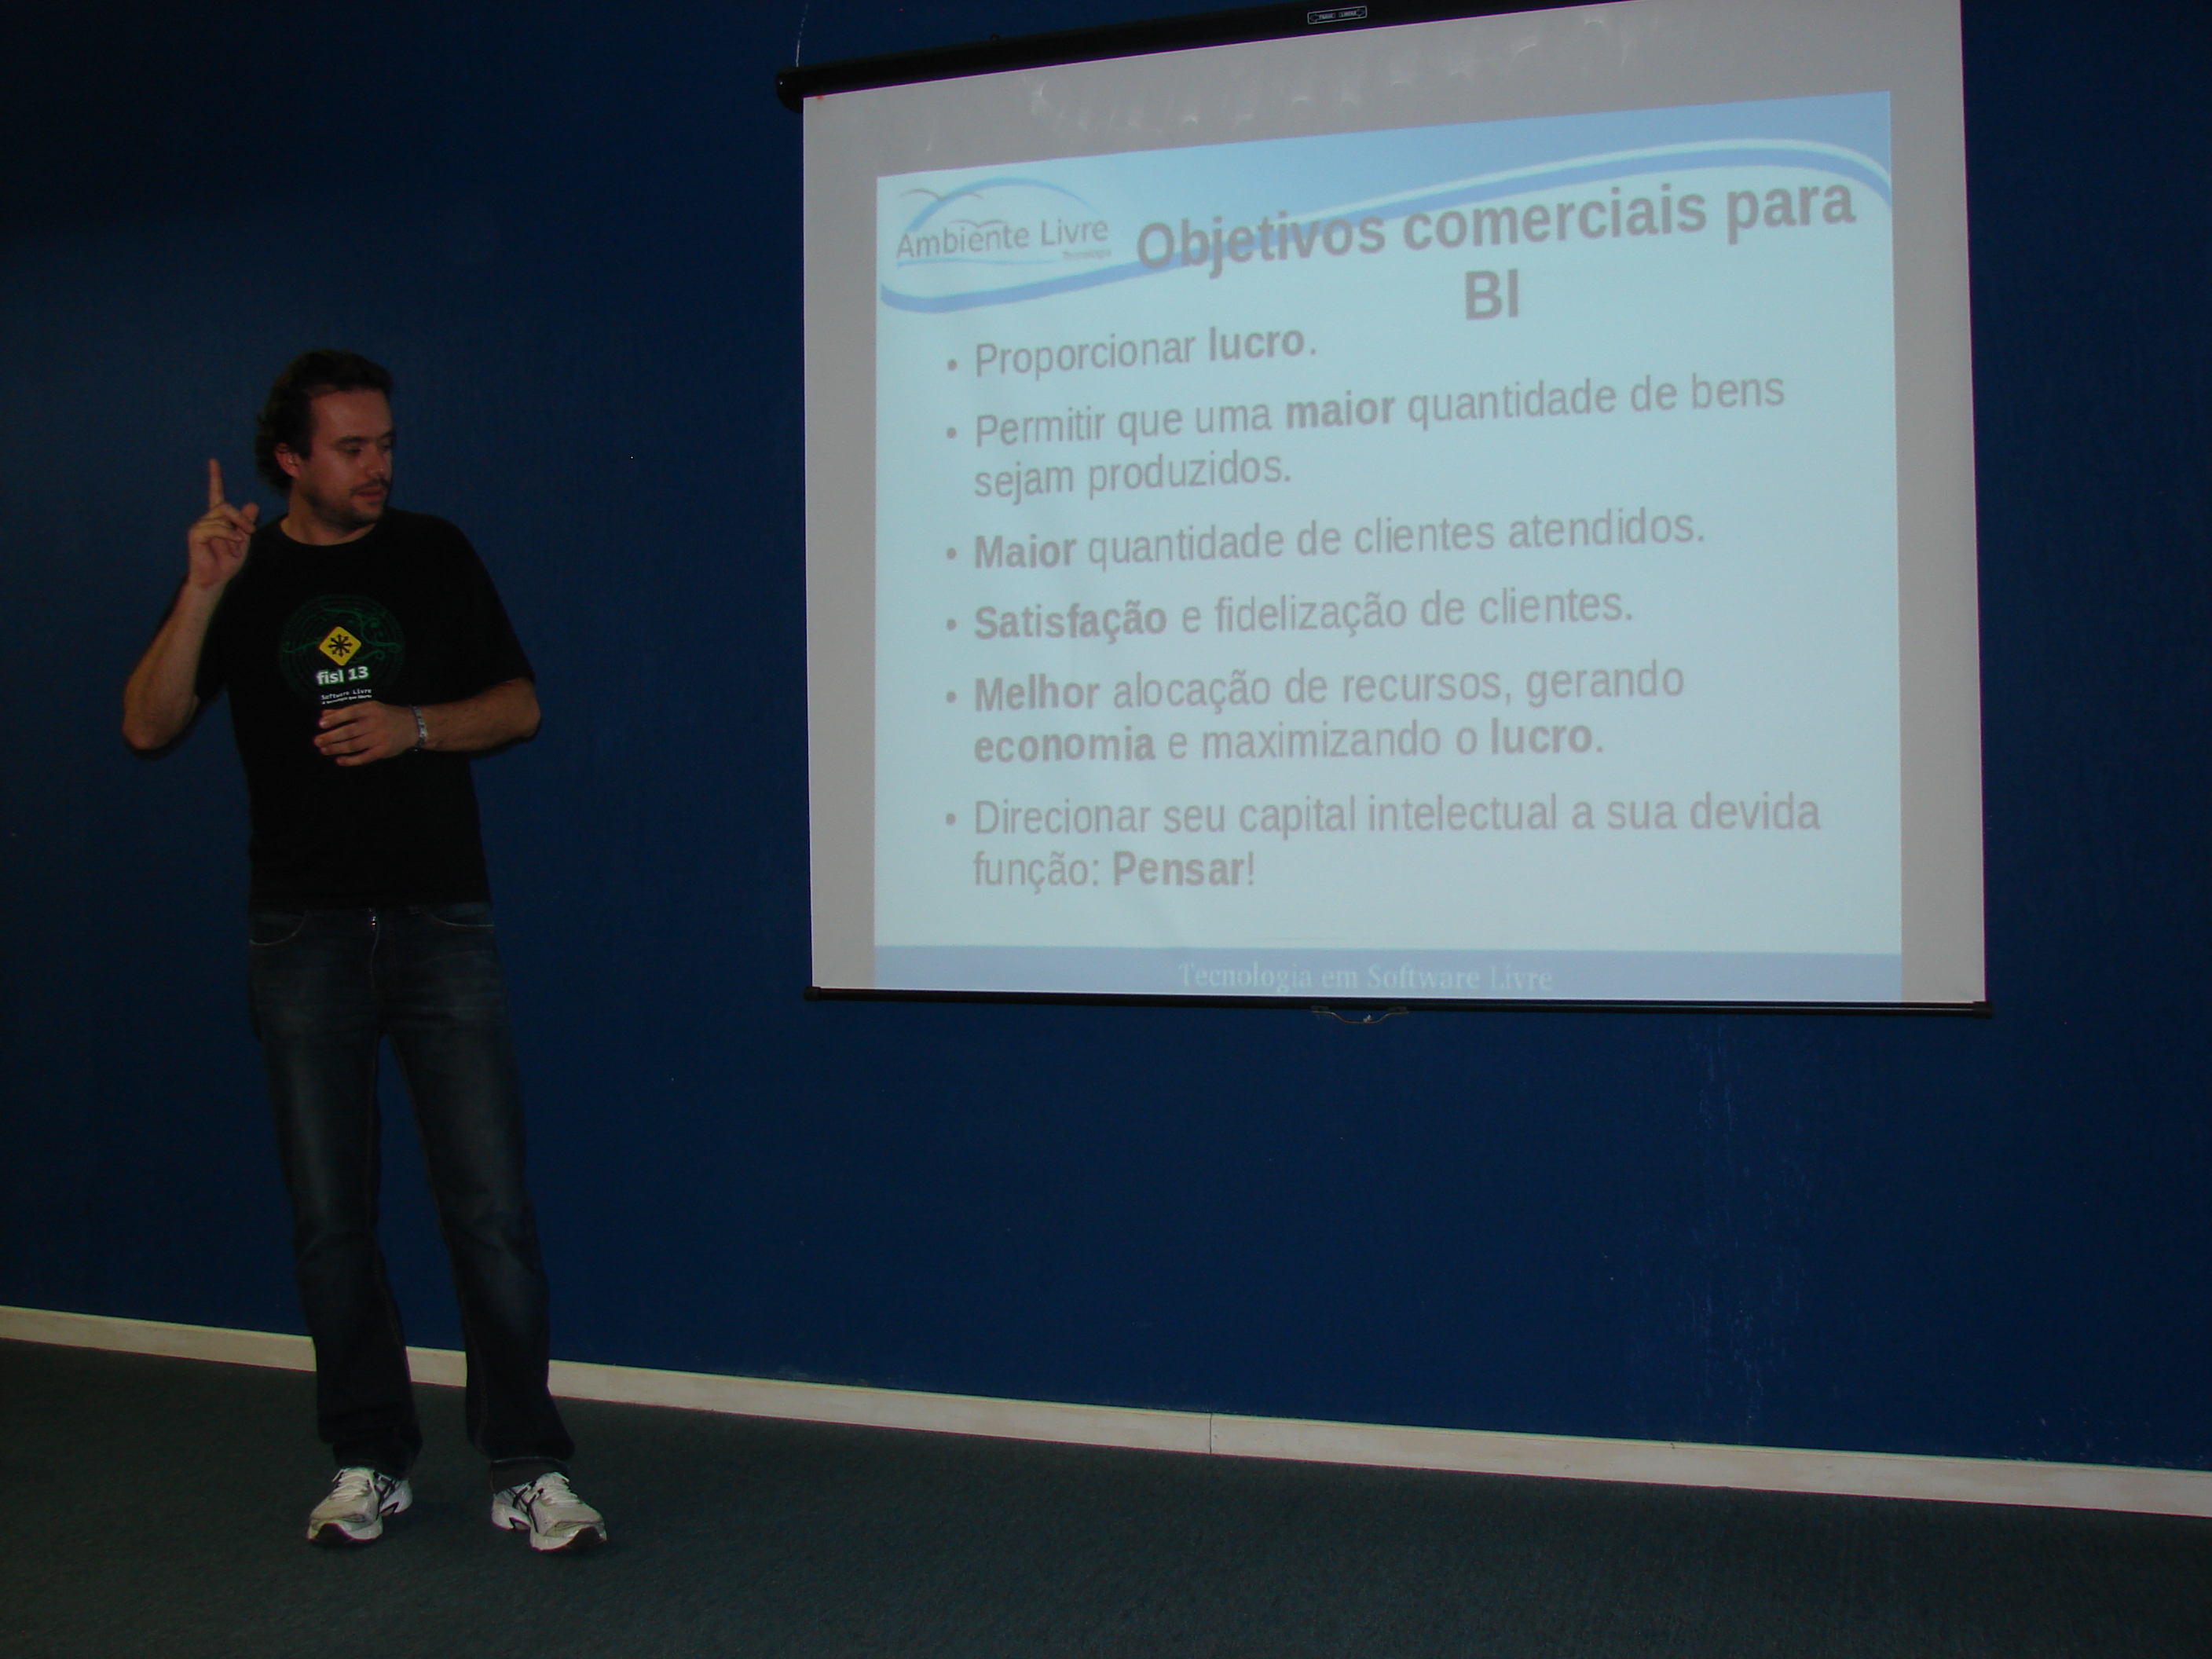 Ambiente Livre
Tecnologia
Objetivos comerciais para
BI
• Proporcionar lucro.
• Permitir que uma maior quantidade de bens
sejam produzidos.
• Maior quantidade de clientes atendidos.
• Satisfação e fidelização de clientes.
• Melhor alocação de recursos, gerando
economia e maximizando o lucro.
• Direcionar seu capital intelectual a sua devida
função: Pensar!
Tecnologia em Software Livre
fisl 13
Software Livre